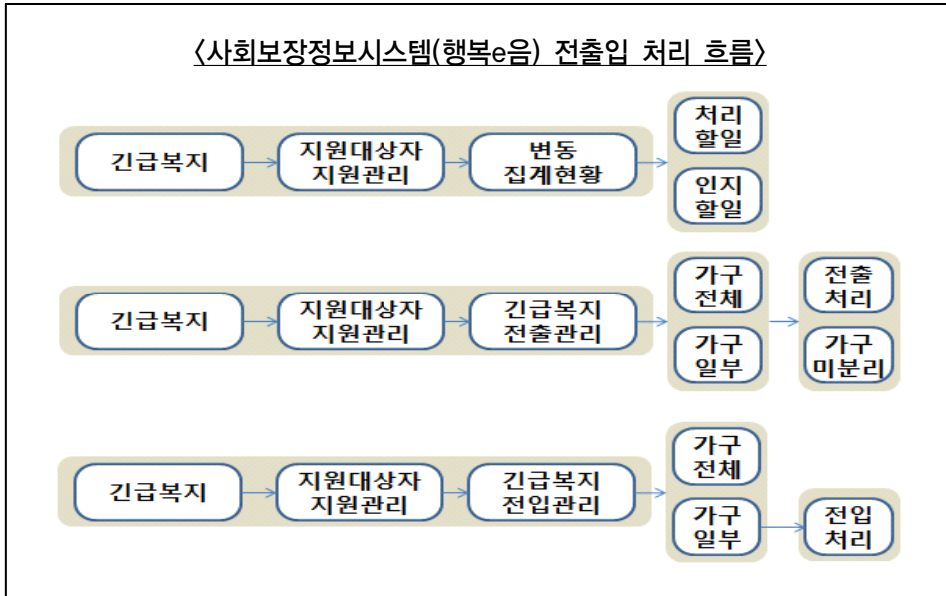 <사회보장정보시스템(행복e음) 전출입 처리 흐름>
긴급복지
지원대상자
지원관리
변동
집계현황
처리
할일
인지
할일
긴급복지
지원대상자
지원관리
긴급복지
전출관리
가구
전체
가구
일부
전출
처리
가구
미분리
긴급복지
지원대상자
지원관리
긴급복지
전입관리
가구
전체
가구
일부
전입
처리